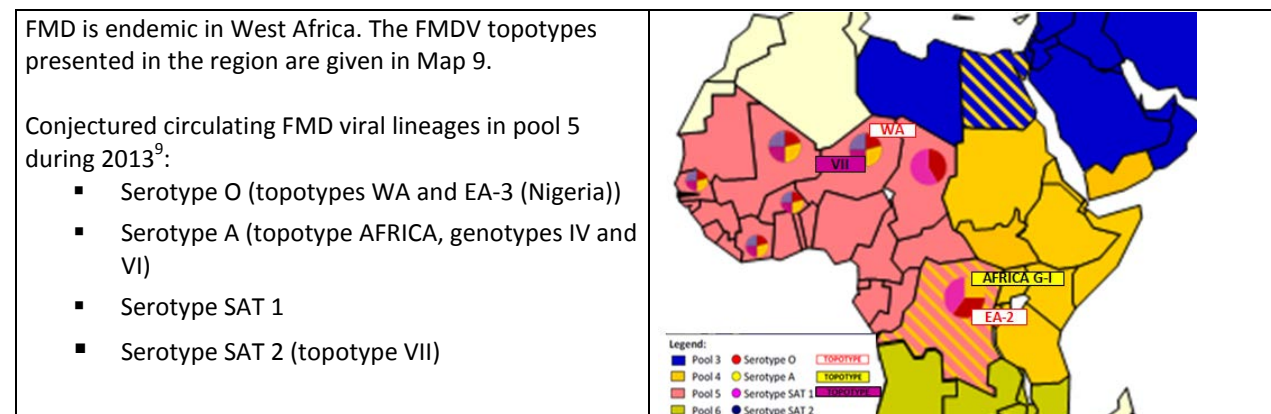 FMD is endemic in West Africa. The FMDV topotypes
presented in the region are given in Map 9.
Conjectured circulating FMD viral lineages in pool 5
during 2013⁹:
▪ Serotype O (topotypes WA and EA-3 (Nigeria))
▪ Serotype A (topotype AFRICA, genotypes IV and
VI)
▪ Serotype SAT 1
▪ Serotype SAT 2 (topotype VII)
WA
VII
AFRICA G-I
EA-2
Legend:
Pool 3 Serotype O TOPOTYPE
Pool 4 Serotype A TOPOTYPE
Pool 5 Serotype SAT 1 TOPOTYPE
Pool 6 Serotype SAT 2